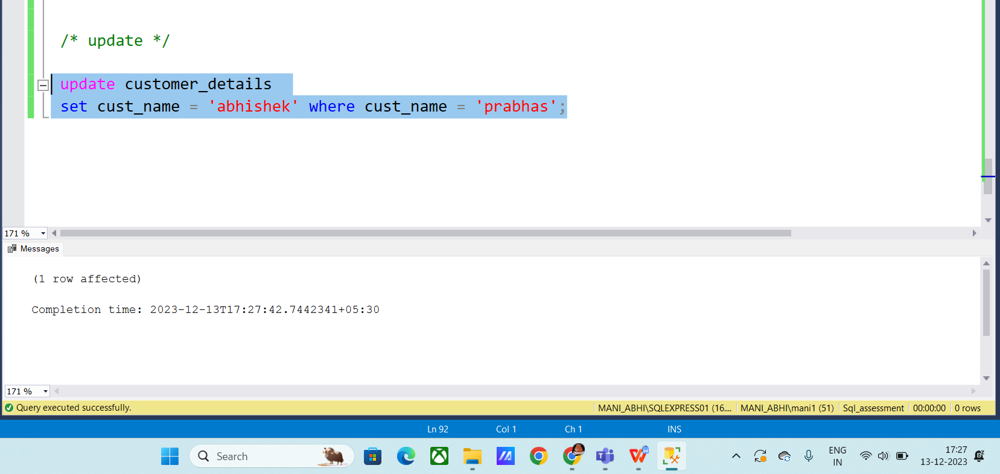 /* update */
update customer_details
set cust_name = 'abhishek' where cust_name = 'prabhas';
171 %
Messages
(1 row affected)
Completion time: 2023-12-13T17:27:42.7442341+05:30
171 %
Query executed successfully.
MANI_ABHI\SQLEXPRESS01 (16.... MANI_ABHI\mani1 (51) Sql_assessment 00:00:00 0 rows
Ln 92 Col 1 Ch 1 INS
Search
ENG
IN
17:27
13-12-2023